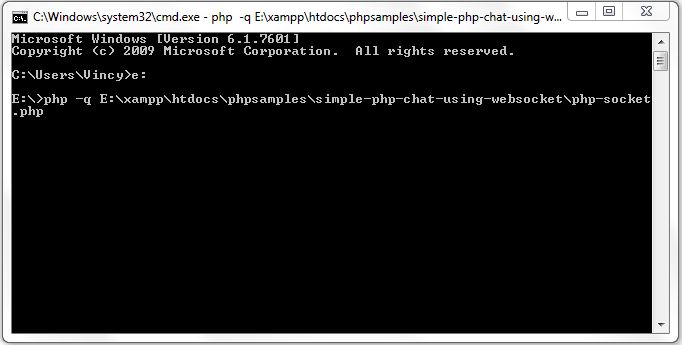 C:\Windows\system32\cmd.exe - php -q E:\xampp\htdocs\phpsamples\simple-php-chat-using-w...
Microsoft Windows [Version 6.1.7601]
Copyright (c) 2009 Microsoft Corporation.  All rights reserved.
C:\Users\Vincy>e:
E:\>php -q E:\xampp\htdocs\phpsamples\simple-php-chat-using-websocket\php-socket
.php